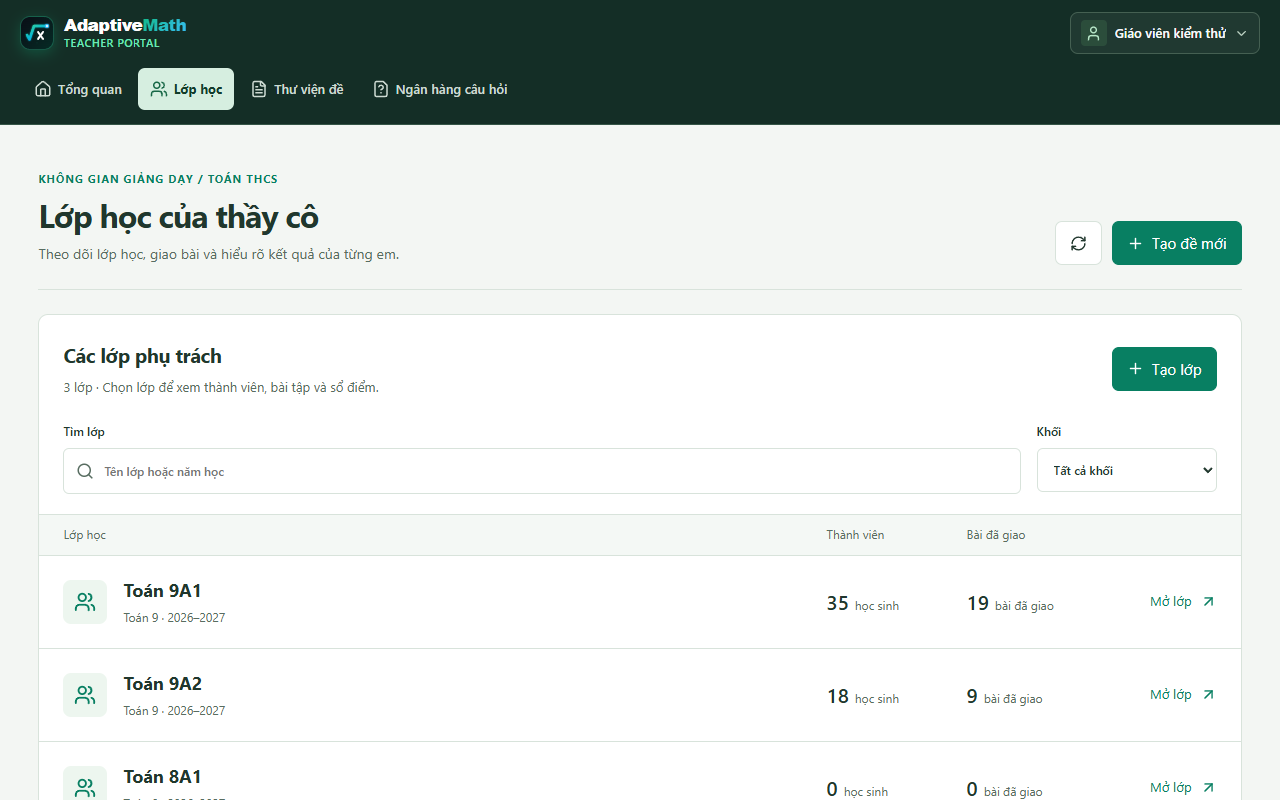 AdaptiveMath
TEACHER PORTAL
Giáo viên kiểm thử
Tổng quan
Lớp học
Thư viện đề
Ngân hàng câu hỏi
KHÔNG GIAN GIẢNG DẠY / TOÁN THCS
Lớp học của thầy cô
Theo dõi lớp học, giao bài và hiểu rõ kết quả của từng em.
Tạo đề mới
Các lớp phụ trách
3 lớp · Chọn lớp để xem thành viên, bài tập và sổ điểm.
Tạo lớp
Tìm lớp
Khối
Tên lớp hoặc năm học
Tất cả khối
Lớp học
Thành viên
Bài đã giao
Toán 9A1
Toán 9 · 2026–2027
35 học sinh
19 bài đã giao
Mở lớp
Toán 9A2
Toán 9 · 2026–2027
18 học sinh
9 bài đã giao
Mở lớp
Toán 8A1
0 học sinh
0 bài đã giao
Mở lớp